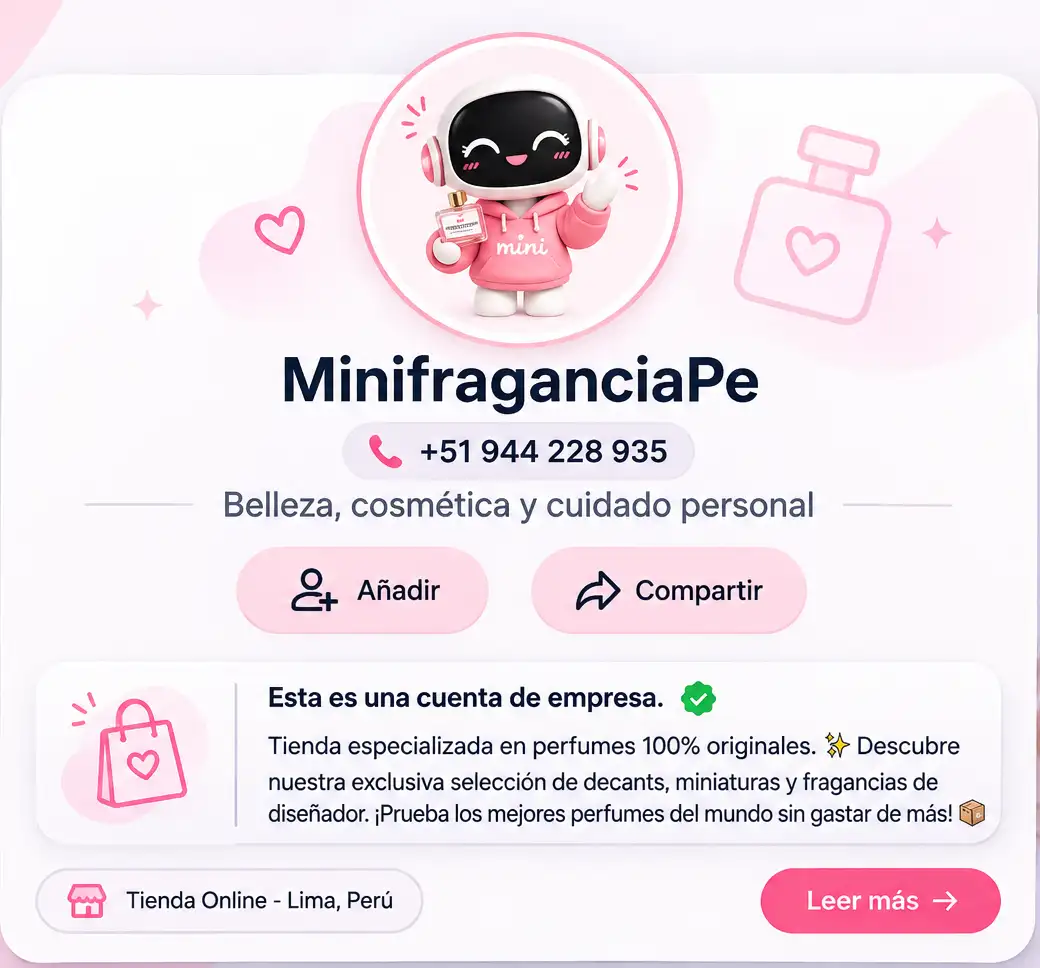 mini
MinifraganciaPe
+51 944 228 935
Belleza, cosmética y cuidado personal
Añadir
Compartir
Esta es una cuenta de empresa.
Tienda especializada en perfumes 100% originales. ✨ Descubre
nuestra exclusiva selección de decants, miniaturas y fragancias de
diseñador. ¡Prueba los mejores perfumes del mundo sin gastar de más! 📦
Tienda Online - Lima, Perú
Leer más →